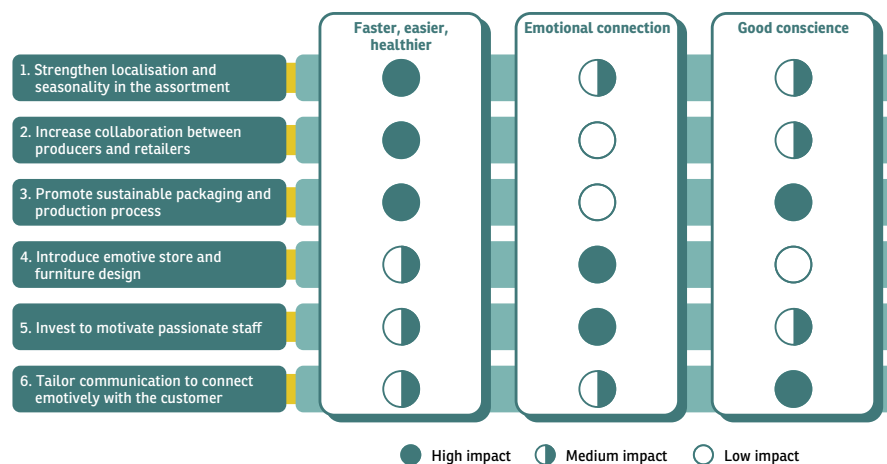 Faster, easier,
healthier
Emotional connection
Good conscience
1. Strengthen localisation and
seasonality in the assortment
2. Increase collaboration between
producers and retailers
3. Promote sustainable packaging and
production process
4. Introduce emotive store and
furniture design
5. Invest to motivate passionate staff
6. Tailor communication to connect
emotively with the customer
High impact
Medium impact
Low impact